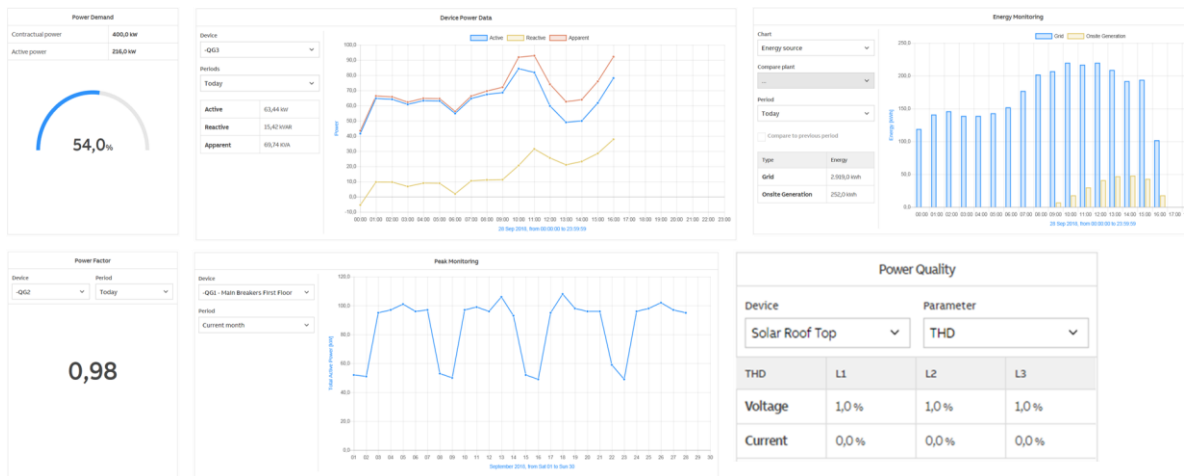 Power Demand
Contractual power 400,0 kW
Active power 216,0 kW
54,0%
Device Power Data
Device
-QG3
Periods
Today
Active 63,44 kW
Reactive 15,42 kVAR
Apparent 65,74 KVA
Active Reactive Apparent
Power
100,0
90,0
80,0
70,0
60,0
50,0
40,0
30,0
20,0
10,0
0,0
-10,0
00:00 01:00 02:00 03:00 04:00 05:00 06:00 07:00 08:00 09:00 10:00 11:00 12:00 13:00 14:00 15:00 16:00 17:00 18:00 19:00 20:00 21:00 22:00 23:00
26 Sep 2018, from 00:00:00 to 23:59:59
Energy Monitoring
Chart
Energy source
Compare plant
...
Period
Today
Compare to previous period
Type Energy
Grid 2.919,0 kWh
Onsite Generation 252,0 kWh
Grid Onsite Generation
Energy [kWh]
250,0
200,0
150,0
100,0
50,0
0,0
00:00 01:00 02:00 03:00 04:00 05:00 06:00 07:00 08:00 09:00 10:00 11:00 12:00 13:00 14:00 15:00 16:00 17:00
26 Sep 2018, from 00:00:00 to 23:59:59
Power Factor
Device Period
-QG2 Today
0,98
Peak Monitoring
Device
-QG1 - Main Breakers First Floor
Period
Current month
Total Active Power [kW]
120,0
100,0
80,0
60,0
40,0
20,0
0,0
01 02 03 04 05 06 07 08 09 10 11 12 13 14 15 16 17 18 19 20 21 22 23 24 25 26 27 28 29 30
September 2018, from Sat 01 to Sun 30
Power Quality
Device Parameter
Solar Roof Top THD
THD L1 L2 L3
Voltage 1,0 % 1,0 % 1,0 %
Current 0,0 % 0,0 % 0,0 %